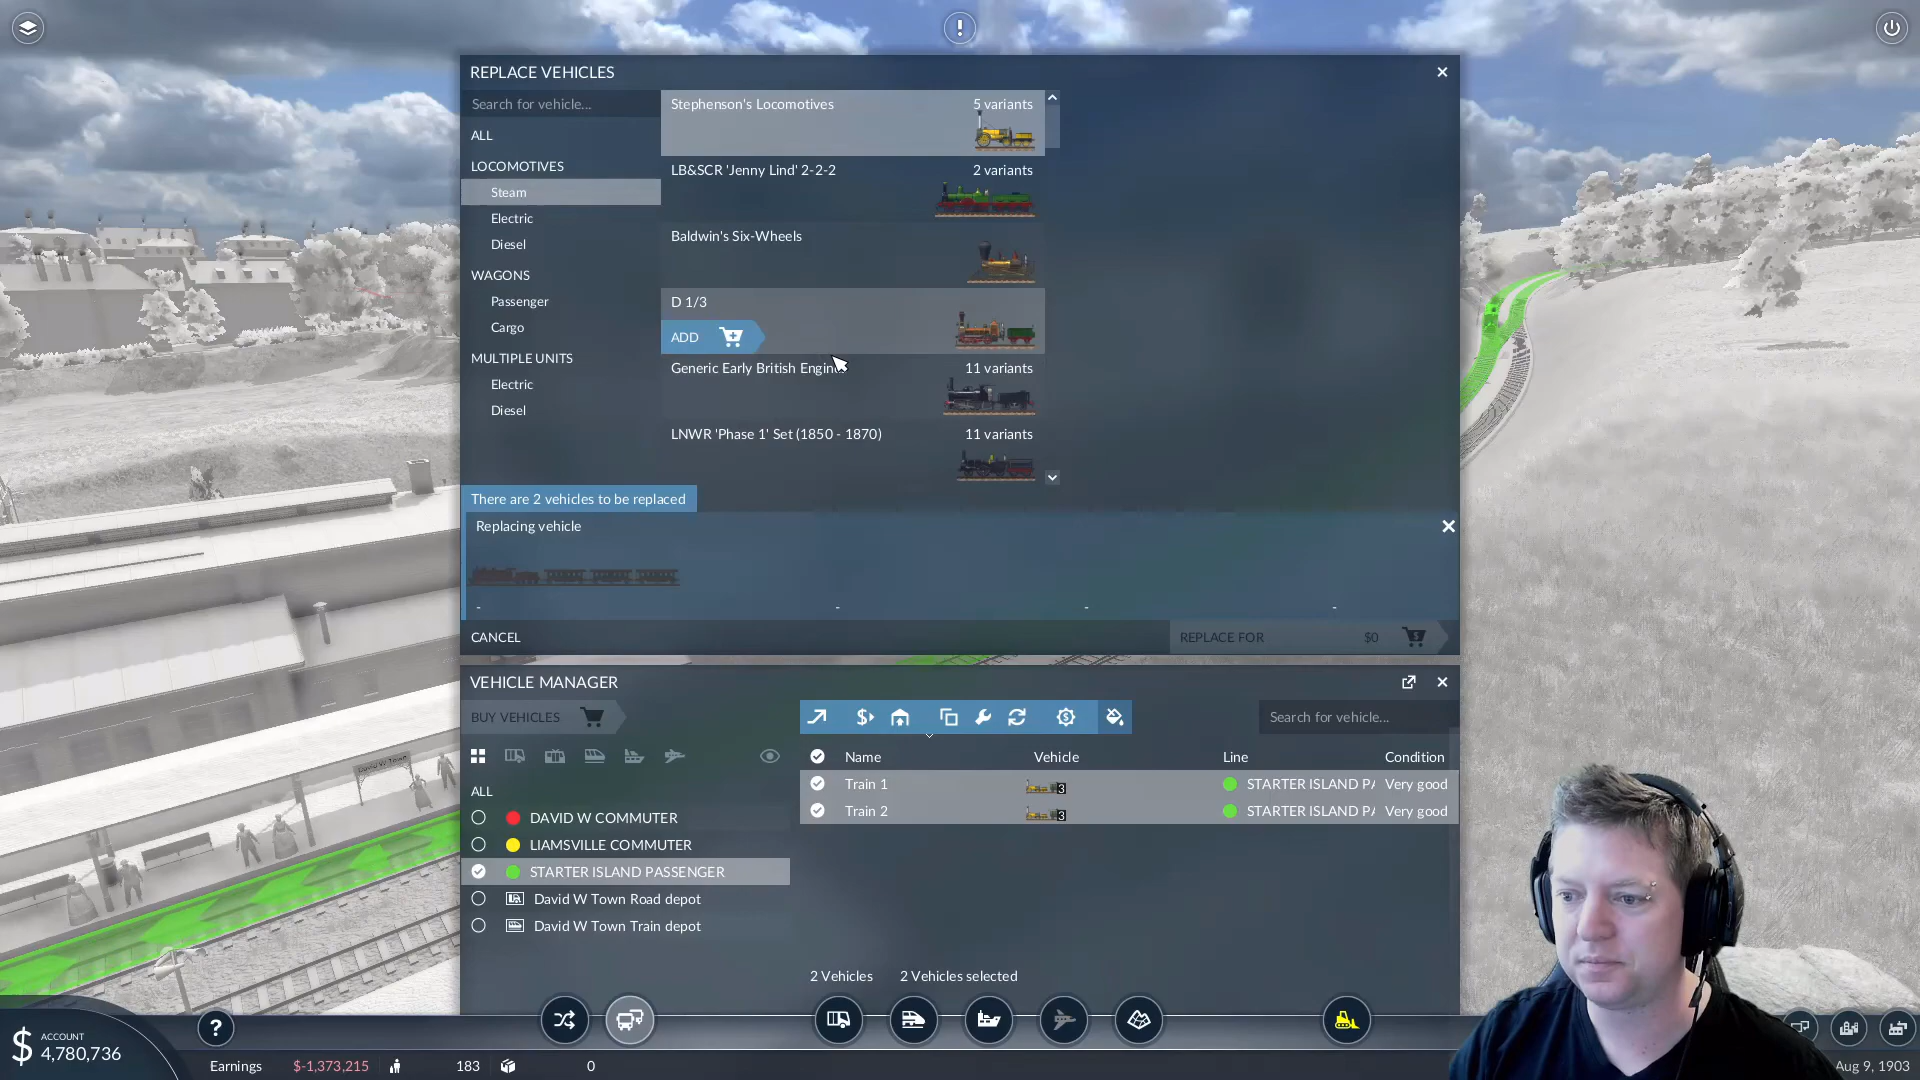 REPLACE VEHICLES
Search for vehicle...
ALL
LOCOMOTIVES
Steam
Electric
Diesel
WAGONS
Passenger
Cargo
MULTIPLE UNITS
Electric
Diesel
Stephenson's Locomotives 5 variants
LB&SCR 'Jenny Lind' 2-2-2 2 variants
Baldwin's Six-Wheels
D 1/3
ADD
Generic Early British Engine 11 variants
LNWR 'Phase 1' Set (1850 - 1870) 11 variants
There are 2 vehicles to be replaced
Replacing vehicle
- - - -
CANCEL
REPLACE FOR $0
VEHICLE MANAGER
BUY VEHICLES
Search for vehicle...
ALL
DAVID W COMMUTER
LIAMSVILLE COMMUTER
STARTER ISLAND PASSENGER
David W Town Road depot
David W Town Train depot
Name Vehicle Line Condition
Train 1 3 STARTER ISLAND PA Very good
Train 2 3 STARTER ISLAND PA Very good
2 Vehicles 2 Vehicles selected
David W Town
?
$ ACCOUNT
4,780,736
Earnings $-1,373,215 183 0
Aug 9, 1903